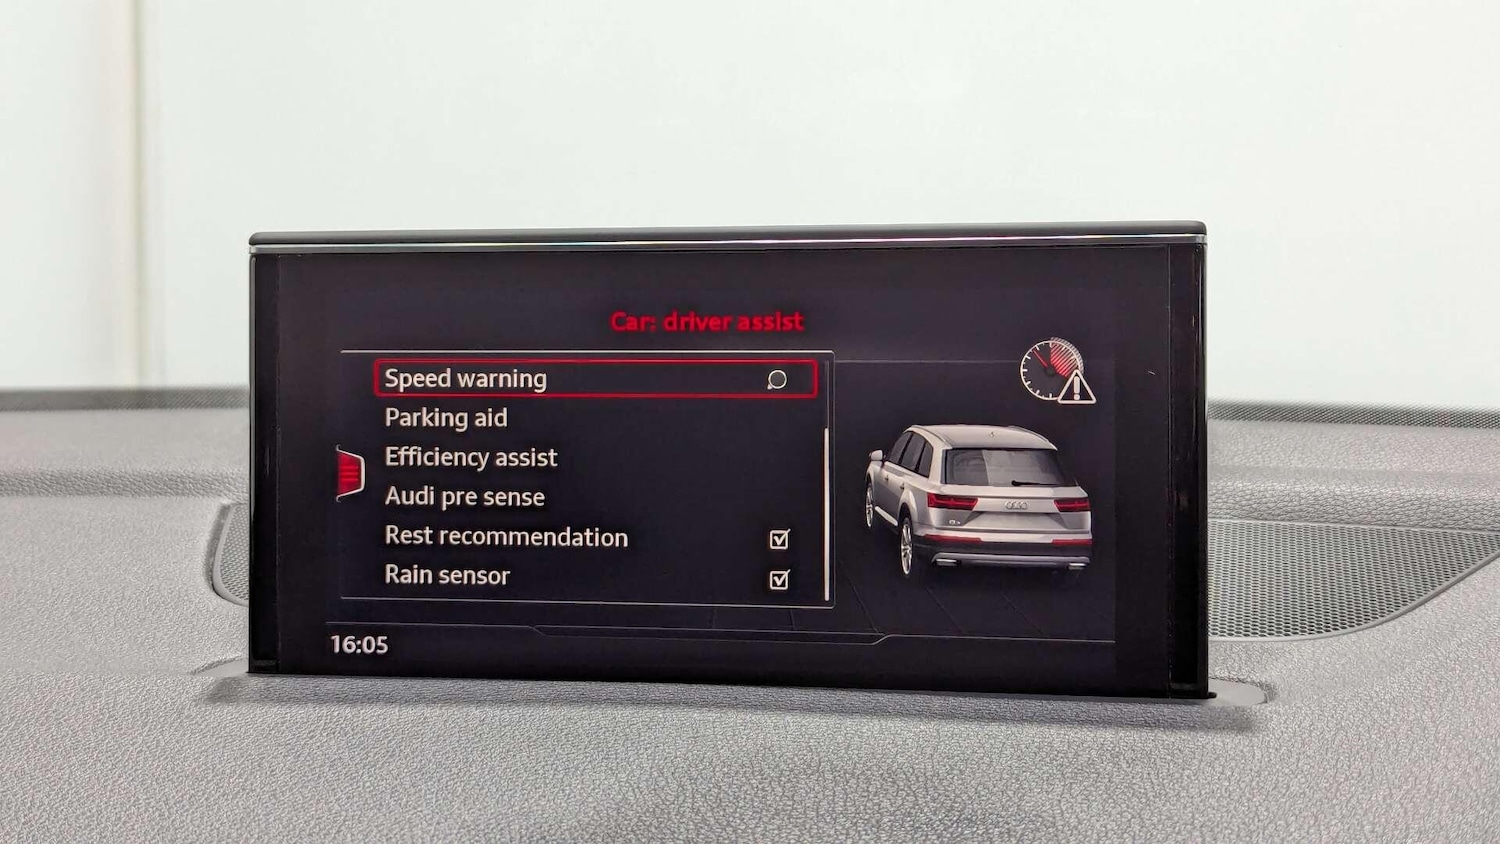 Car: driver assist
Speed warning
Parking aid
Efficiency assist
Audi pre sense
Rest recommendation
Rain sensor
16:05